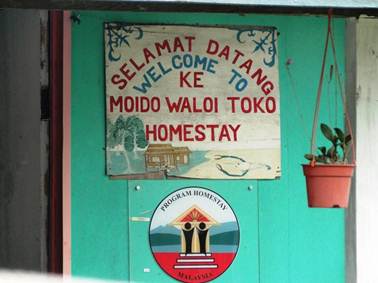 SELAMAT DATANG
WELCOME TO
KE
MOIDO WALOI TOKO
HOMESTAY
PROGRAM HOMESTAY
MALAYSIA